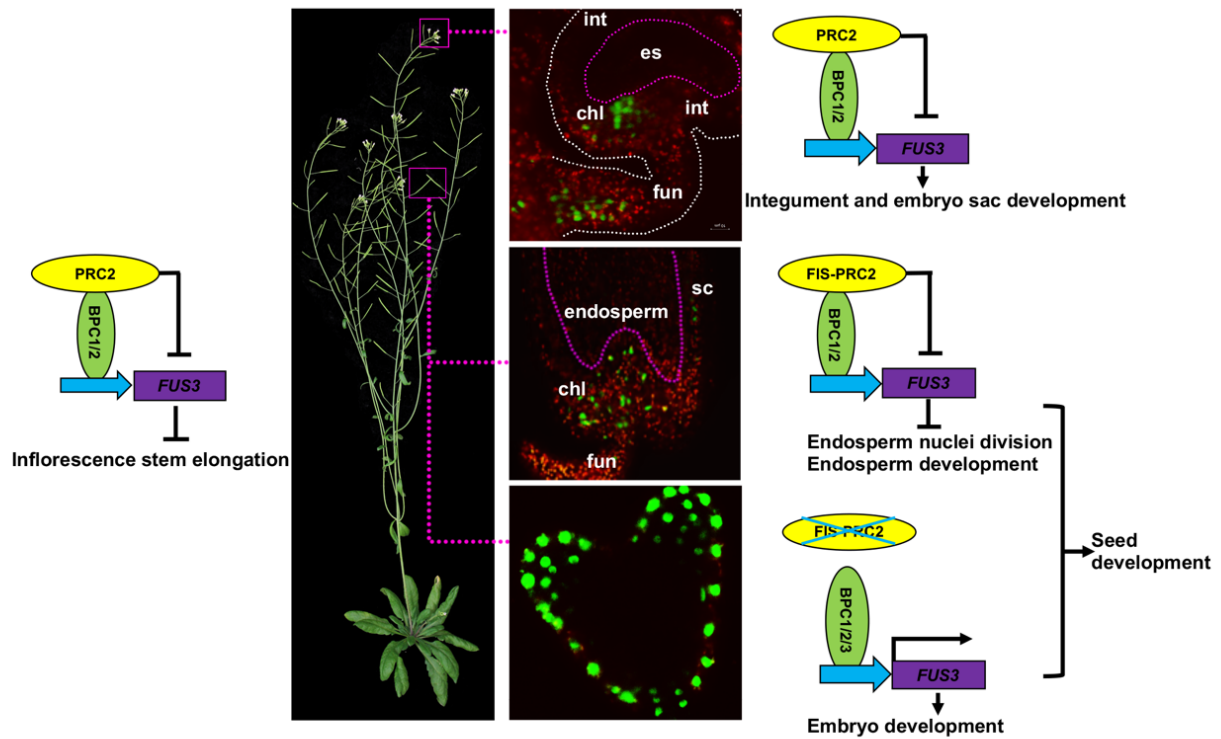 PRC2
BPC1/2
FUS3
Inflorescence stem elongation
int
es
chl
int
fun
endosperm
sc
chl
fun
PRC2
BPC1/2
FUS3
Integument and embryo sac development
FIS-PRC2
BPC1/2
FUS3
Endosperm nuclei division
Endosperm development
FIS-PRC2
BPC1/2/3
FUS3
Embryo development
Seed
development